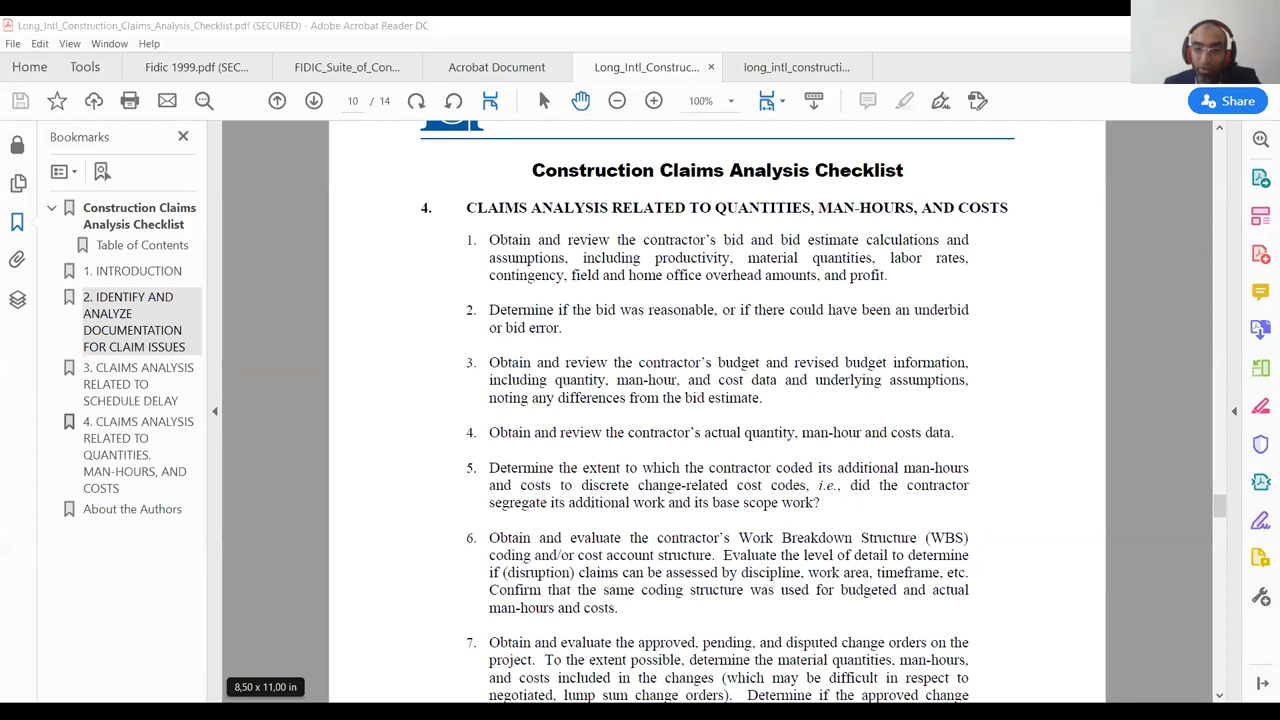 Long_Intl_Construction_Claims_Analysis_Checklist.pdf (SECURED) - Adobe Acrobat Reader DC
File Edit View Window Help
Home Tools Fidic 1999.pdf (SEC... FIDIC_Suite_of_Con... Acrobat Document Long_Intl_Construc... long_intl_constructi...
10 / 14 100% Share
Bookmarks
Construction Claims
Analysis Checklist
Table of Contents
1. INTRODUCTION
2. IDENTIFY AND
ANALYZE
DOCUMENTATION
FOR CLAIM ISSUES
3. CLAIMS ANALYSIS
RELATED TO
SCHEDULE DELAY
4. CLAIMS ANALYSIS
RELATED TO
QUANTITIES,
MAN-HOURS, AND
COSTS
About the Authors
8,50 x 11,00 in
Construction Claims Analysis Checklist
4. CLAIMS ANALYSIS RELATED TO QUANTITIES, MAN-HOURS, AND COSTS
1. Obtain and review the contractor's bid and bid estimate calculations and
assumptions, including productivity, material quantities, labor rates,
contingency, field and home office overhead amounts, and profit.
2. Determine if the bid was reasonable, or if there could have been an underbid
or bid error.
3. Obtain and review the contractor's budget and revised budget information,
including quantity, man-hour, and cost data and underlying assumptions,
noting any differences from the bid estimate.
4. Obtain and review the contractor's actual quantity, man-hour and costs data.
5. Determine the extent to which the contractor coded its additional man-hours
and costs to discrete change-related cost codes, i.e., did the contractor
segregate its additional work and its base scope work?
6. Obtain and evaluate the contractor's Work Breakdown Structure (WBS)
coding and/or cost account structure. Evaluate the level of detail to determine
if (disruption) claims can be assessed by discipline, work area, timeframe, etc.
Confirm that the same coding structure was used for budgeted and actual
man-hours and costs.
7. Obtain and evaluate the approved, pending, and disputed change orders on the
project. To the extent possible, determine the material quantities, man-hours,
and costs included in the changes (which may be difficult in respect to
negotiated, lump sum change orders). Determine if the approved change